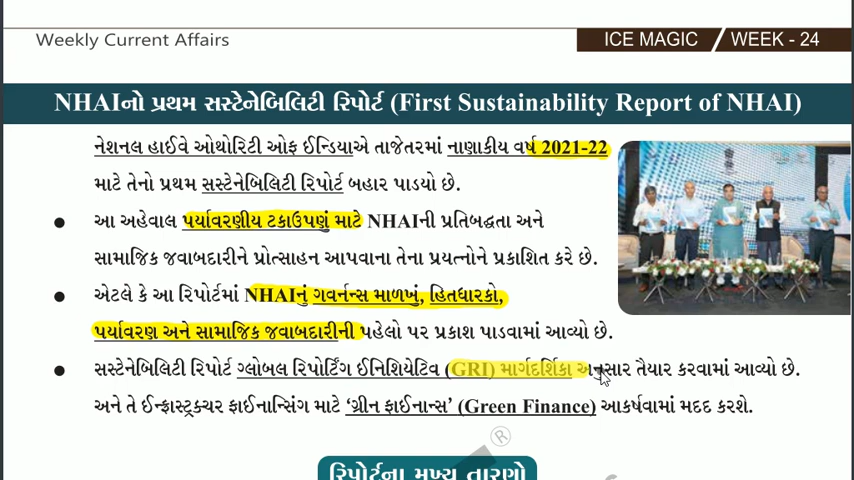 Weekly Current Affairs
ICE MAGIC / WEEK - 24
NHAIનો પ્રથમ સસ્ટેનેબિલિટી રિપોર્ટ (First Sustainability Report of NHAI)
નેશનલ હાઈવે ઓથોરિટી ઓફ ઈન્ડિયાએ તાજેતરમાં નાણાકીય વર્ષ 2021-22
માટે તેનો પ્રથમ સસ્ટેનેબિલિટી રિપોર્ટ બહાર પાડયો છે.
● આ અહેવાલ પર્યાવરણીય ટકાઉપણું માટે NHAIની પ્રતિબદ્ધતા અને
સામાજિક જવાબદારીને પ્રોત્સાહન આપવાના તેના પ્રયત્નોને પ્રકાશિત કરે છે.
● એટલે કે આ રિપોર્ટમાં NHAIનું ગવર્નન્સ માળખું, હિતધારકો,
પર્યાવરણ અને સામાજિક જવાબદારીની પહેલો પર પ્રકાશ પાડવામાં આવ્યો છે.
● સસ્ટેનેબિલિટી રિપોર્ટ ગ્લોબલ રિપોર્ટિંગ ઈનિશિયેટિવ (GRI) માર્ગદર્શિકા અનુસાર તૈયાર કરવામાં આવ્યો છે.
અને તે ઈન્ફ્રાસ્ટ્રક્ચર ફાઈનાન્સિંગ માટે ‘ગ્રીન ફાઈનાન્સ’ (Green Finance) આકર્ષવામાં મદદ કરશે.
®
રિપોર્ટના મુખ્ય તારણો